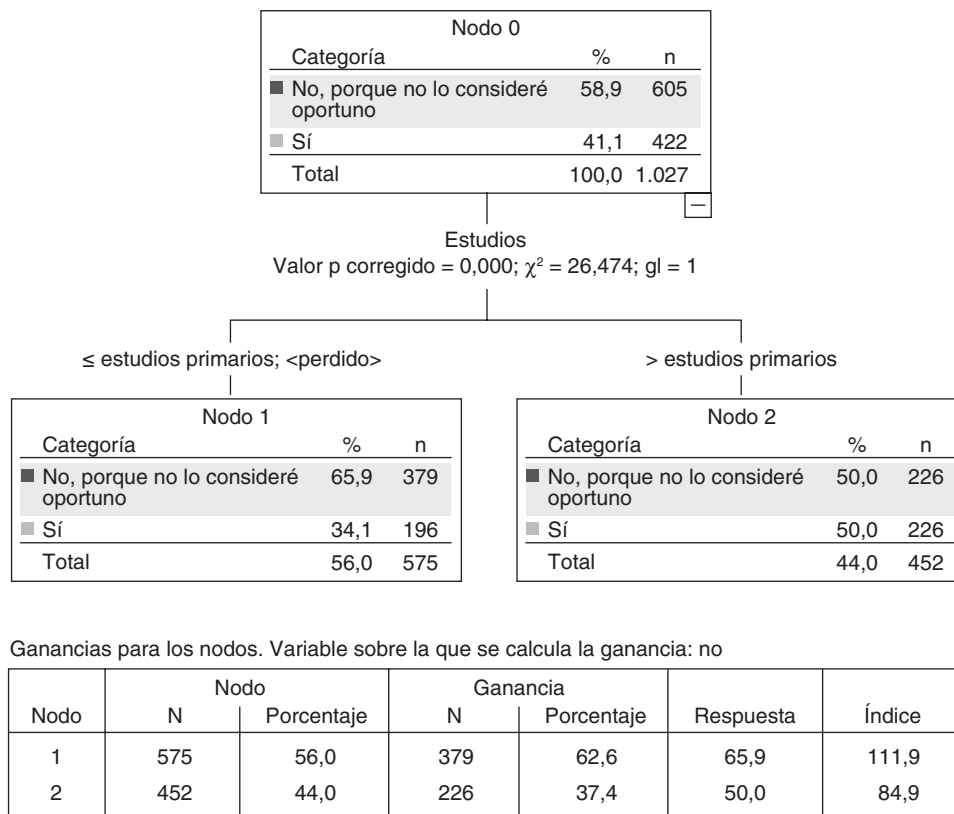 Nodo 0
Categoría % n
No, porque no lo consideré 58,9 605
oportuno
Sí 41,1 422
Total 100,0 1.027
Estudios
Valor p corregido = 0,000; χ² = 26,474; gl = 1
≤ estudios primarios; <perdido>
> estudios primarios
Nodo 1
Categoría % n
No, porque no lo consideré 65,9 379
oportuno
Sí 34,1 196
Total 56,0 575
Nodo 2
Categoría % n
No, porque no lo consideré 50,0 226
oportuno
Sí 50,0 226
Total 44,0 452
Ganancias para los nodos. Variable sobre la que se calcula la ganancia: no
Nodo Ganancia
Nodo N Porcentaje N Porcentaje Respuesta Índice
1 575 56,0 379 62,6 65,9 111,9
2 452 44,0 226 37,4 50,0 84,9